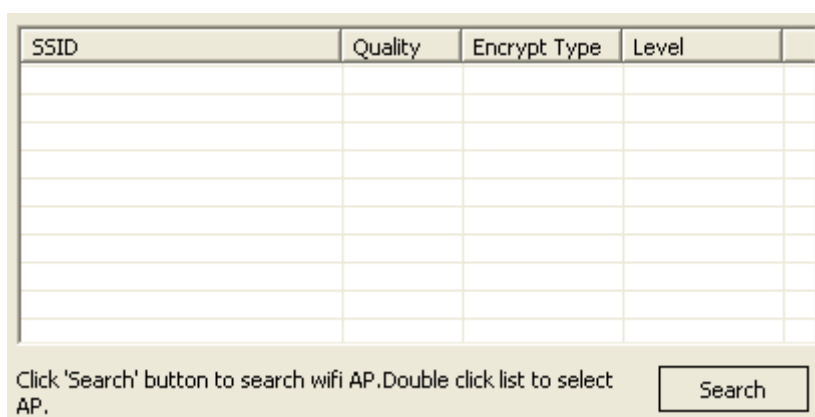 SSID Quality Encrypt Type Level
Click 'Search' button to search wifi AP.Double click list to select
AP.
Search